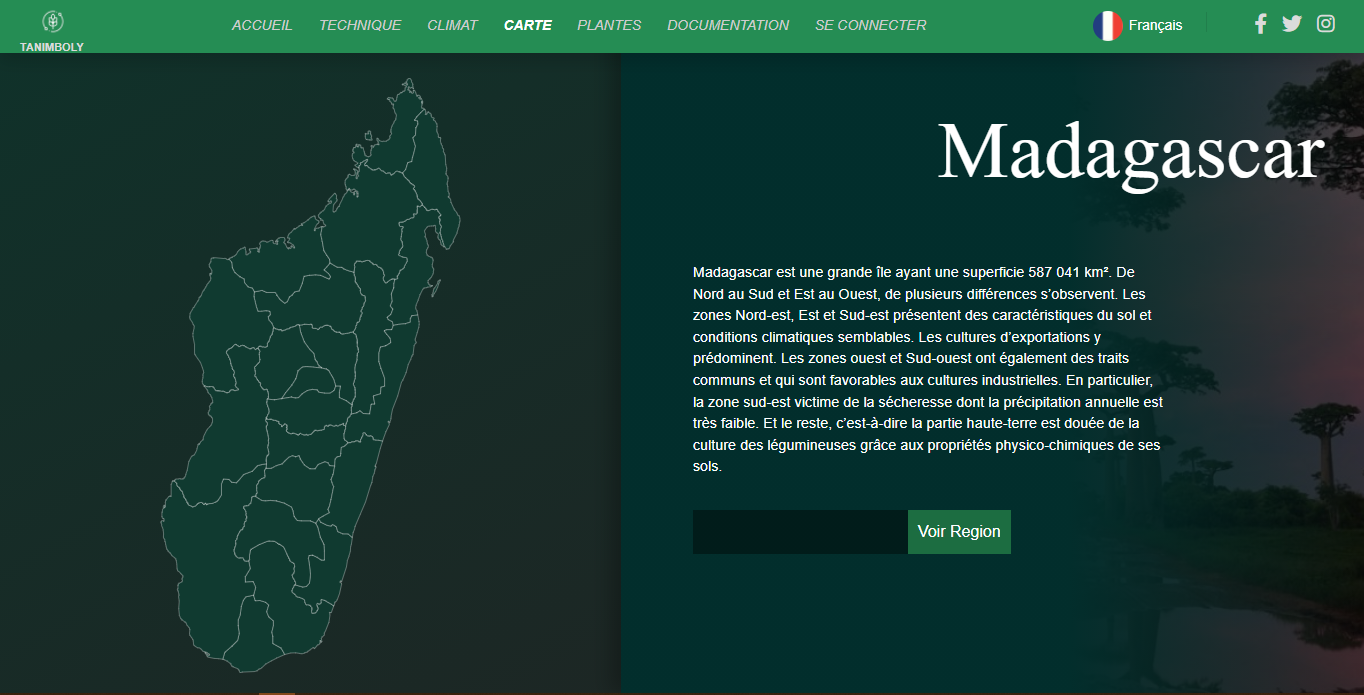 TANIMBOLY
ACCUEIL TECHNIQUE CLIMAT CARTE PLANTES DOCUMENTATION SE CONNECTER
Français
Madagascar
Madagascar est une grande île ayant une superficie 587 041 km². De
Nord au Sud et Est au Ouest, de plusieurs différences s’observent. Les
zones Nord-est, Est et Sud-est présentent des caractéristiques du sol et
conditions climatiques semblables. Les cultures d’exportations y
prédominent. Les zones ouest et Sud-ouest ont également des traits
communs et qui sont favorables aux cultures industrielles. En particulier,
la zone sud-est victime de la sécheresse dont la précipitation annuelle est
très faible. Et le reste, c’est-à-dire la partie haute-terre est douée de la
culture des légumineuses grâce aux propriétés physico-chimiques de ses
sols.
Voir Region